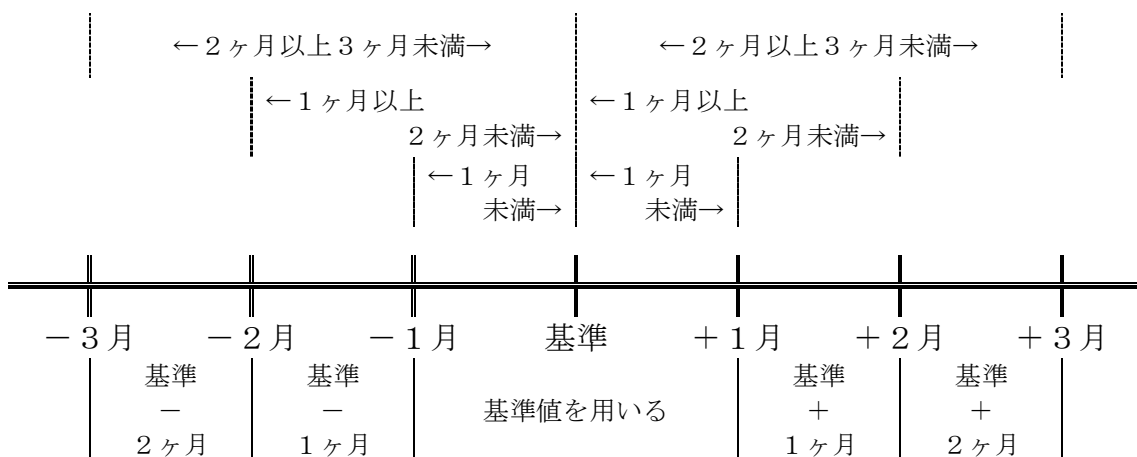 ←２ヶ月以上３ヶ月未満→ ←２ヶ月以上３ヶ月未満→
←１ヶ月以上 ←１ヶ月以上
２ヶ月未満→ ２ヶ月未満→
←１ヶ月 ←１ヶ月
未満→ 未満→
－３月 －２月 －１月 基準 ＋１月 ＋２月 ＋３月
基準 基準 基準 基準
－ － 基準値を用いる ＋ ＋
２ヶ月 １ヶ月 １ヶ月 ２ヶ月